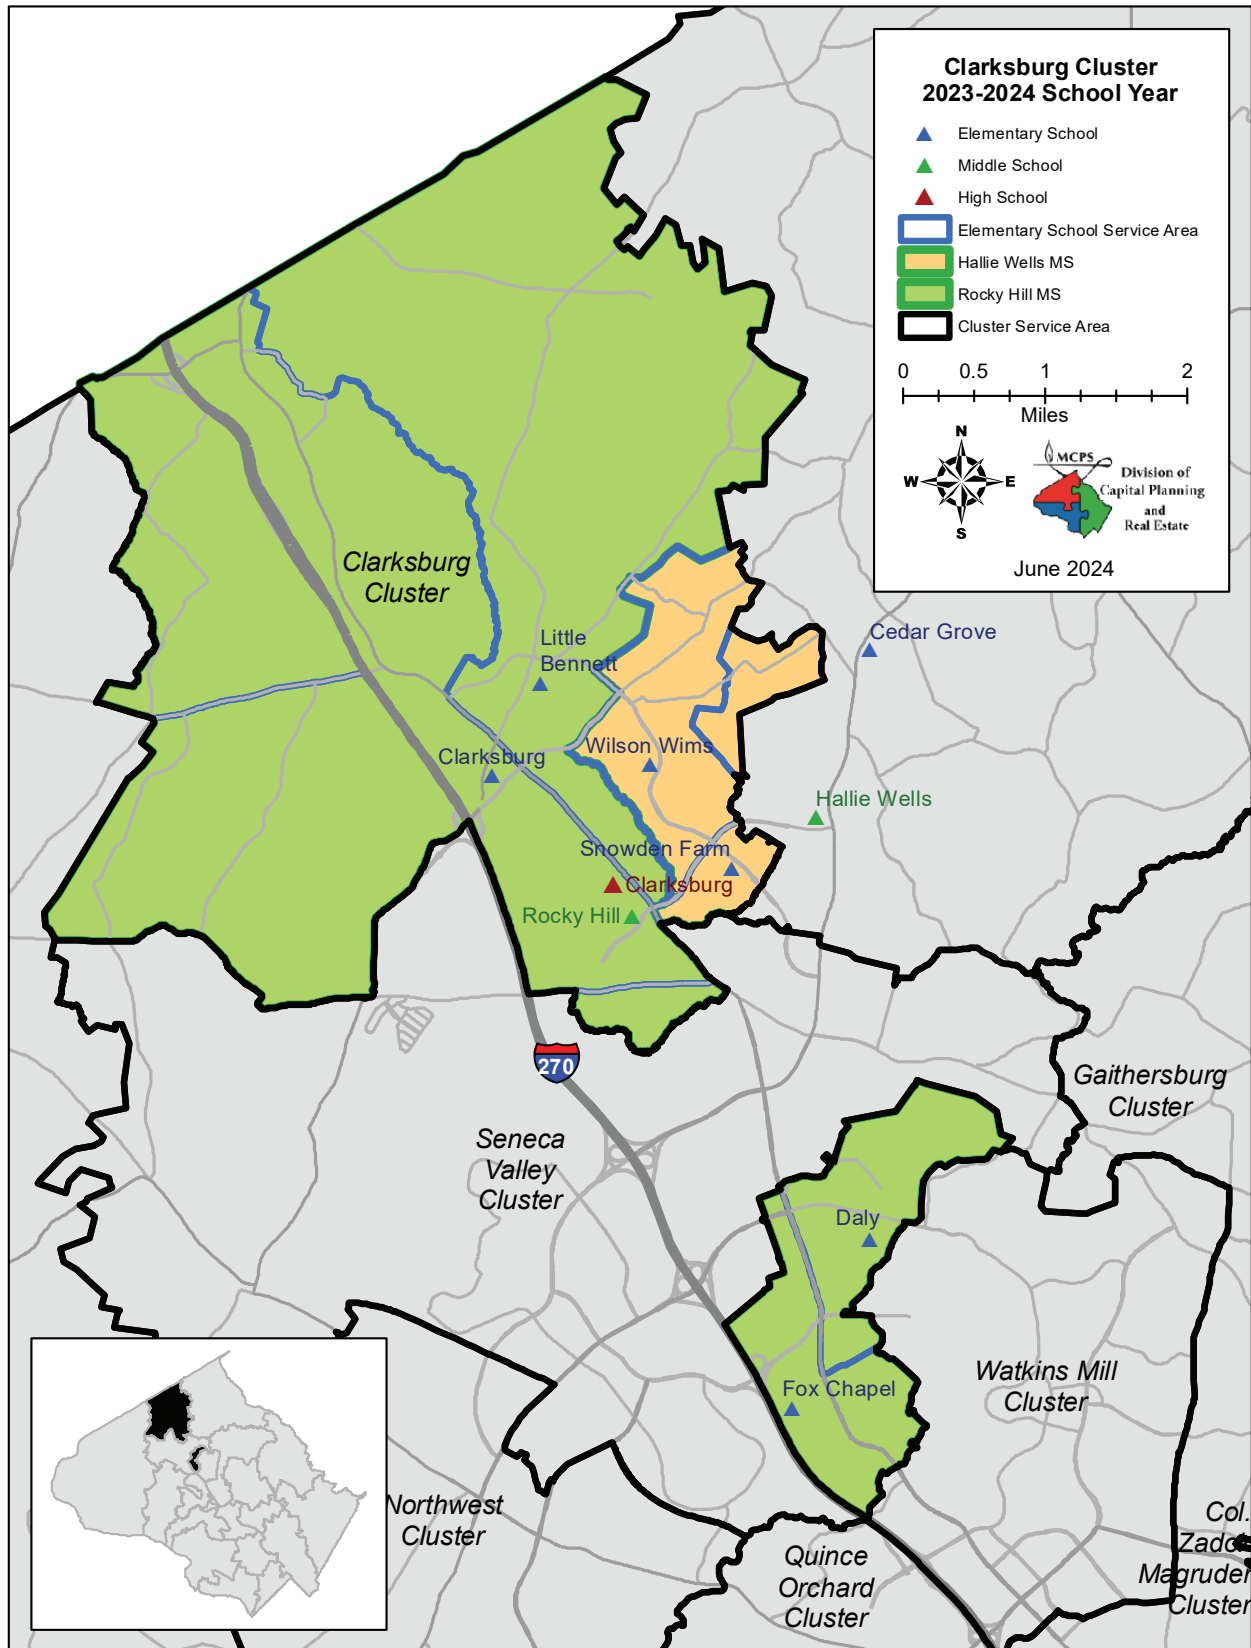 Clarksburg Cluster
2023-2024 School Year
Elementary School
Middle School
High School
Elementary School Service Area
Hallie Wells MS
Rocky Hill MS
Cluster Service Area
0 0.5 1 2
Miles
N
W E
S
MCPS
Division of
Capital Planning
and
Real Estate
June 2024
Clarksburg
Cluster
Little
Bennett
Cedar Grove
Wilson Wims
Clarksburg
Hallie Wells
Snowden Farm
Clarksburg
Rocky Hill
270
Gaithersburg
Cluster
Seneca
Valley
Cluster
Daly
Watkins Mill
Cluster
Fox Chapel
Northwest
Cluster
Quince
Orchard
Cluster
Col.
Zadok
Magruder
Cluster